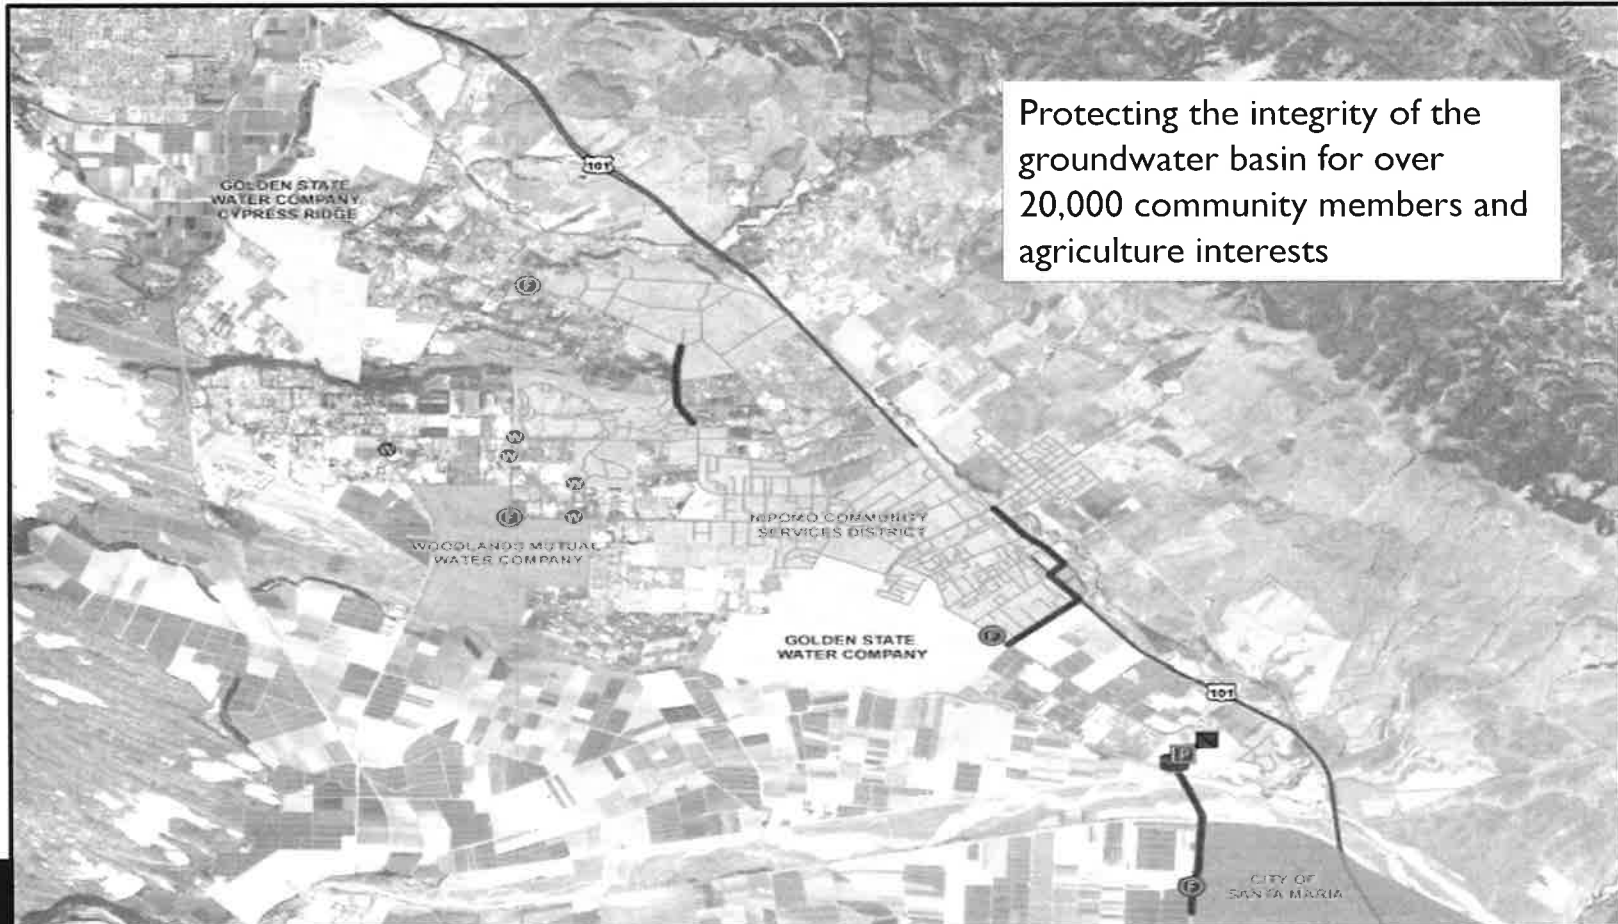 Protecting the integrity of the
groundwater basin for over
20,000 community members and
agriculture interests
101
GOLDEN STATE
WATER COMPANY
CYPRESS RIDGE
F
W
W
W
W
W
F
NIPOMO COMMUNITY
SERVICES DISTRICT
WOODLANDS MUTUAL
WATER COMPANY
GOLDEN STATE
WATER COMPANY
101
P
F
CITY OF
SANTA MARIA